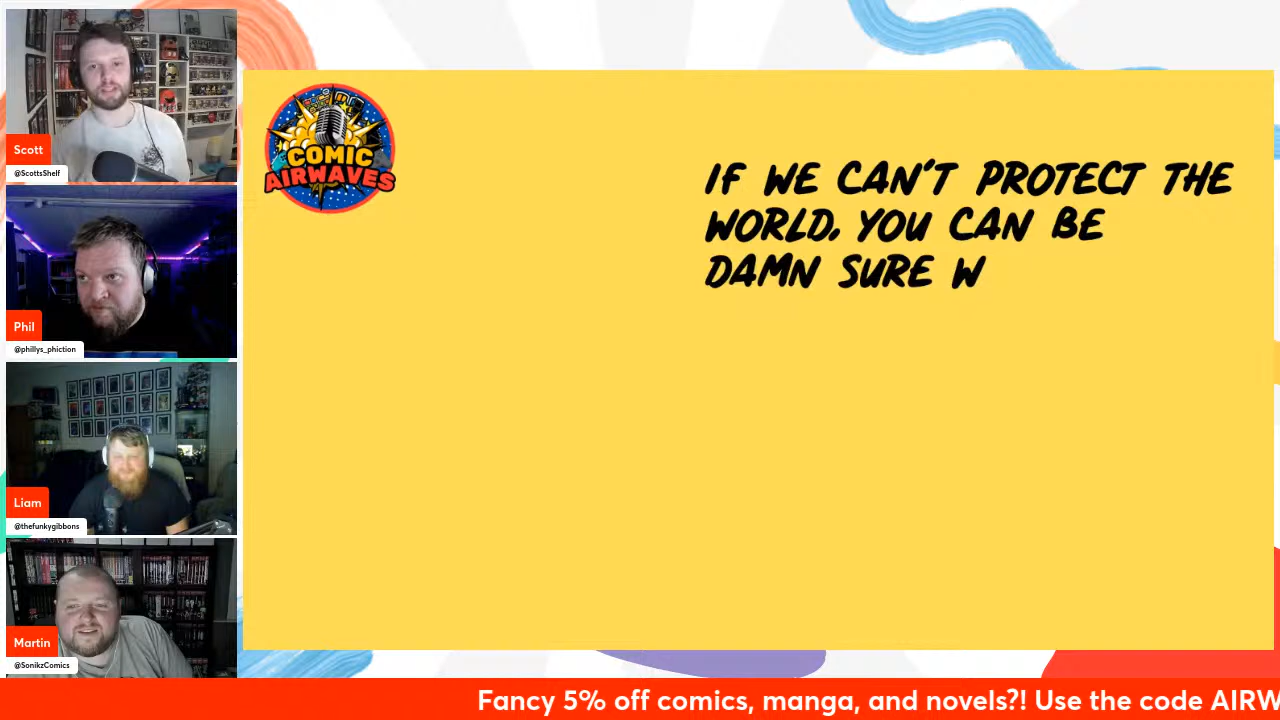 Scott
@ScottsShelf
Phil
@phillys_phiction
Liam
@thefunkygibbons
Martin
@SonikzComics
COMIC
AIRWAVES
IF WE CAN'T PROTECT THE
WORLD, YOU CAN BE
DAMN SURE W
Fancy 5% off comics, manga, and novels?! Use the code AIRW